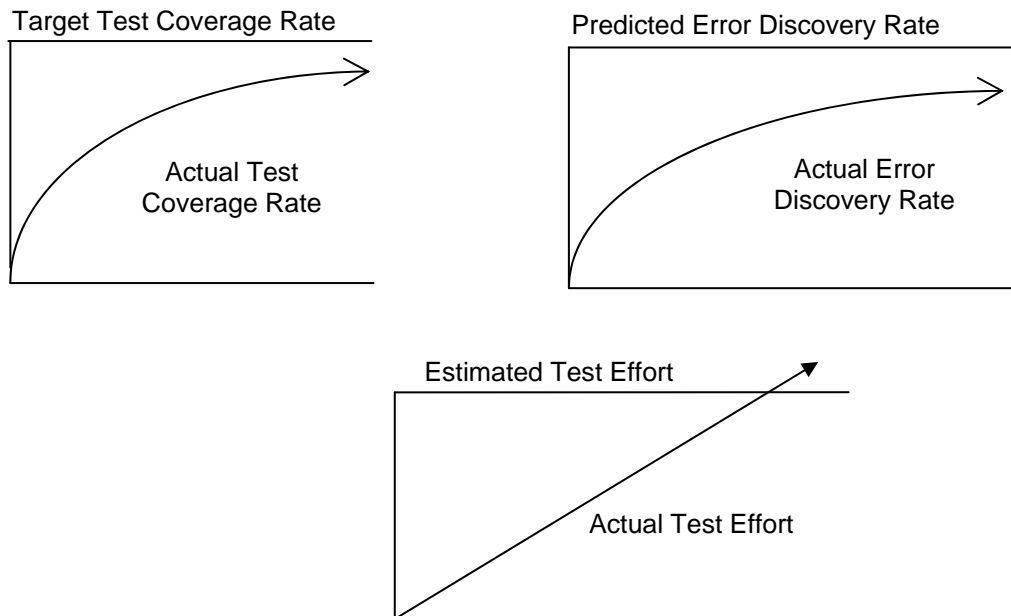 Target Test Coverage Rate
Actual Test
Coverage Rate
Predicted Error Discovery Rate
Actual Error
Discovery Rate
Estimated Test Effort
Actual Test Effort